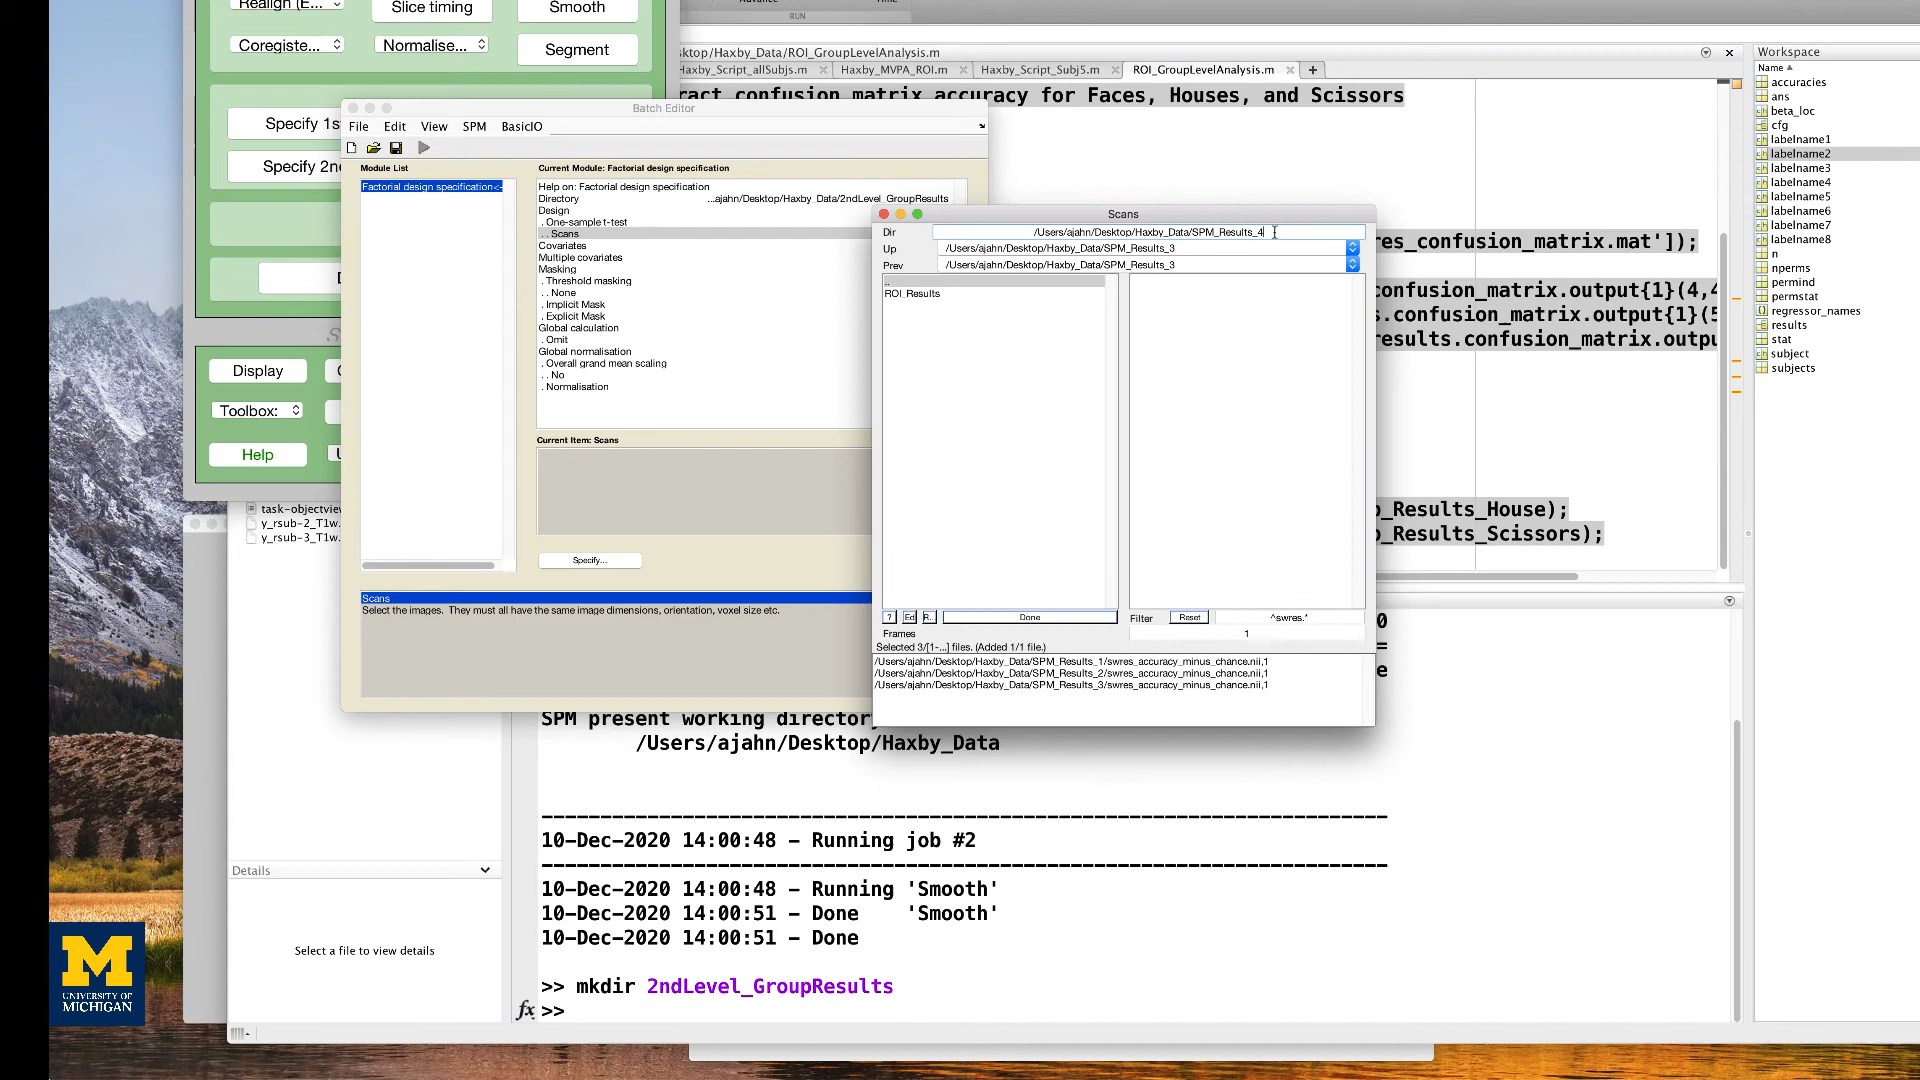 Realign (E...
Slice timing
Smooth
Coregiste...
Normalise...
Segment
Specify 1s
Specify 2n
Display
Toolbox:
Help
Advance
Time
RUN
ktop/Haxby_Data/ROI_GroupLevelAnalysis.m
Haxby_Script_allSubjs.m
Haxby_MVPA_ROI.m
Haxby_Script_Subj5.m
ROI_GroupLevelAnalysis.m
ract confusion matrix accuracy for Faces, Houses, and Scissors
res_confusion_matrix.mat']);
confusion_matrix.output{1}(4,4
s.confusion_matrix.output{1}(5
results.confusion_matrix.outpu
p_Results_House);
p_Results_Scissors);
Workspace
Name
accuracies
ans
beta_loc
cfg
labelname1
labelname2
labelname3
labelname4
labelname5
labelname6
labelname7
labelname8
n
nperms
permind
permstat
regressor_names
results
stat
subject
subjects
Batch Editor
File
Edit
View
SPM
BasicIO
Module List
Factorial design specification<-
Current Module: Factorial design specification
Help on: Factorial design specification
Directory ...ajahn/Desktop/Haxby_Data/2ndLevel_GroupResults
Design
. One-sample t-test
. . Scans
Covariates
Multiple covariates
Masking
. Threshold masking
. . None
. Implicit Mask
. Explicit Mask
Global calculation
. Omit
Global normalisation
. Overall grand mean scaling
. . No
. Normalisation
Current Item: Scans
Specify...
Scans
Select the images. They must all have the same image dimensions, orientation, voxel size etc.
Scans
Dir /Users/ajahn/Desktop/Haxby_Data/SPM_Results_4
Up /Users/ajahn/Desktop/Haxby_Data/SPM_Results_3
Prev /Users/ajahn/Desktop/Haxby_Data/SPM_Results_3
..
ROI_Results
?
Ed
R...
Done
Filter
Reset
^swres.*
Frames
1
Selected 3/[1-...] files. (Added 1/1 file.)
/Users/ajahn/Desktop/Haxby_Data/SPM_Results_1/swres_accuracy_minus_chance.nii,1
/Users/ajahn/Desktop/Haxby_Data/SPM_Results_2/swres_accuracy_minus_chance.nii,1
/Users/ajahn/Desktop/Haxby_Data/SPM_Results_3/swres_accuracy_minus_chance.nii,1
task-objectview
y_rsub-2_T1w.
y_rsub-3_T1w.
Details
Select a file to view details
SPM present working directory
/Users/ajahn/Desktop/Haxby_Data
10-Dec-2020 14:00:48 - Running job #2
10-Dec-2020 14:00:48 - Running 'Smooth'
10-Dec-2020 14:00:51 - Done 'Smooth'
10-Dec-2020 14:00:51 - Done
>> mkdir 2ndLevel_GroupResults
fx >>
M
UNIVERSITY OF
MICHIGAN